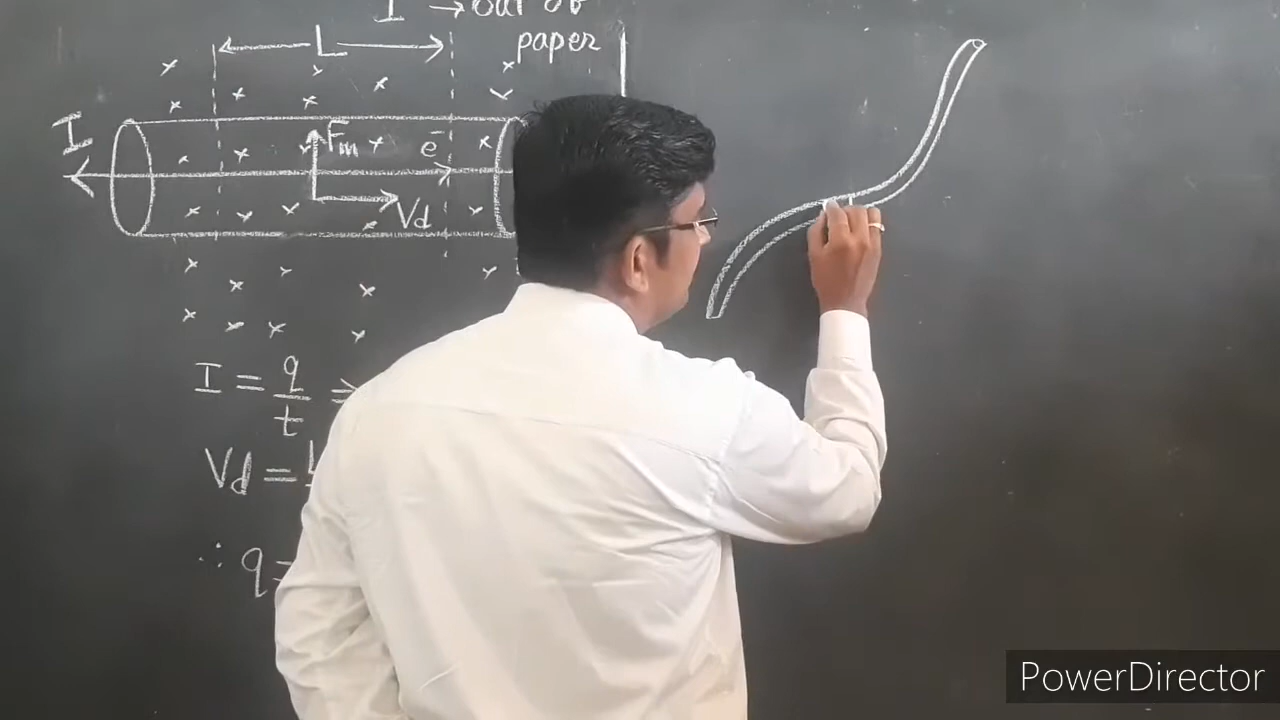 I → out of
paper
L
I
Fm
e⁻
Vd
I = q/t ⇒
Vd = L
∴ q =
PowerDirector